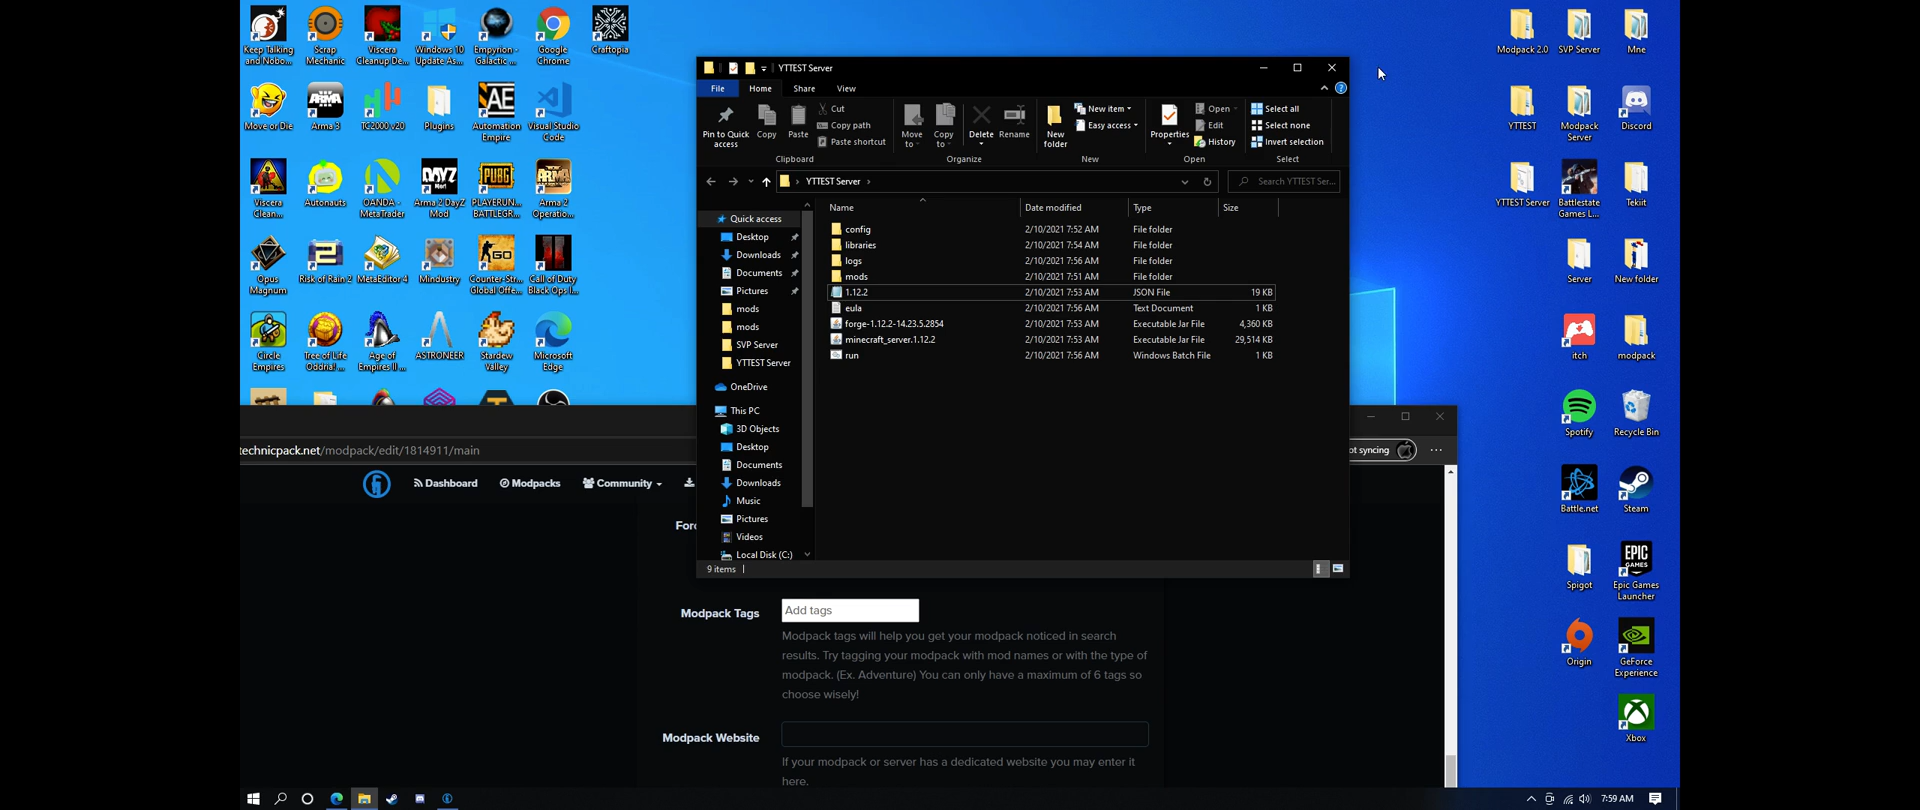 Keep Talking and Nobo...
Scrap Mechanic
Viscera Cleanup De...
Windows 10 Update As...
Empyrion - Galactic ...
Google Chrome
Craftopia
Move or Die
Arma 3
TC2000 v20
Plugins
Automation Empire
Visual Studio Code
Viscera Clean...
Autonauts
OANDA - MetaTrader
Arma 2 DayZ Mod
PLAYERUN... BATTLEGR...
Arma 2 Operatio...
Opus Magnum
Risk of Rain 2
MetaEditor 4
Mindustry
Counter-Str... Global Offe...
Call of Duty Black Ops I...
Circle Empires
Tree of Life Oddria! ...
Age of Empires II ...
ASTRONEER
Stardew Valley
Microsoft Edge
YTTEST Server
File
Home
Share
View
Pin to Quick access
Copy
Paste
Cut
Copy path
Paste shortcut
Clipboard
Move to
Copy to
Delete
Rename
Organize
New folder
New item
Easy access
New
Properties
Open
Edit
History
Open
Select all
Select none
Invert selection
Select
YTTEST Server
Search YTTEST Ser...
Name Date modified Type Size
config 2/10/2021 7:52 AM File folder
libraries 2/10/2021 7:54 AM File folder
logs 2/10/2021 7:56 AM File folder
mods 2/10/2021 7:51 AM File folder
1.12.2 2/10/2021 7:53 AM JSON File 19 KB
eula 2/10/2021 7:56 AM Text Document 1 KB
forge-1.12.2-14.23.5.2854 2/10/2021 7:53 AM Executable Jar File 4,360 KB
minecraft_server.1.12.2 2/10/2021 7:53 AM Executable Jar File 29,514 KB
run 2/10/2021 7:56 AM Windows Batch File 1 KB
Quick access
Desktop
Downloads
Documents
Pictures
mods
mods
SVP Server
YTTEST Server
OneDrive
This PC
3D Objects
Desktop
Documents
Downloads
Music
Pictures
Videos
Local Disk (C:)
9 items
Modpack 2.0
SVP Server
Mne
YTTEST
Modpack Server
Discord
YTTEST Server
Battlestate Games L...
Tekiit
Server
New folder
itch
modpack
Spotify
Recycle Bin
Battle.net
Steam
Spigot
Epic Games Launcher
Origin
GeForce Experience
Xbox
technicpack.net/modpack/edit/1814911/main
ot syncing
Dashboard
Modpacks
Community
Forc
Modpack Tags
Add tags
Modpack tags will help you get your modpack noticed in search
results. Try tagging your modpack with mod names or with the type of
modpack. (Ex. Adventure) You can only have a maximum of 6 tags so
choose wisely!
Modpack Website
If your modpack or server has a dedicated website you may enter it
here.
7:59 AM